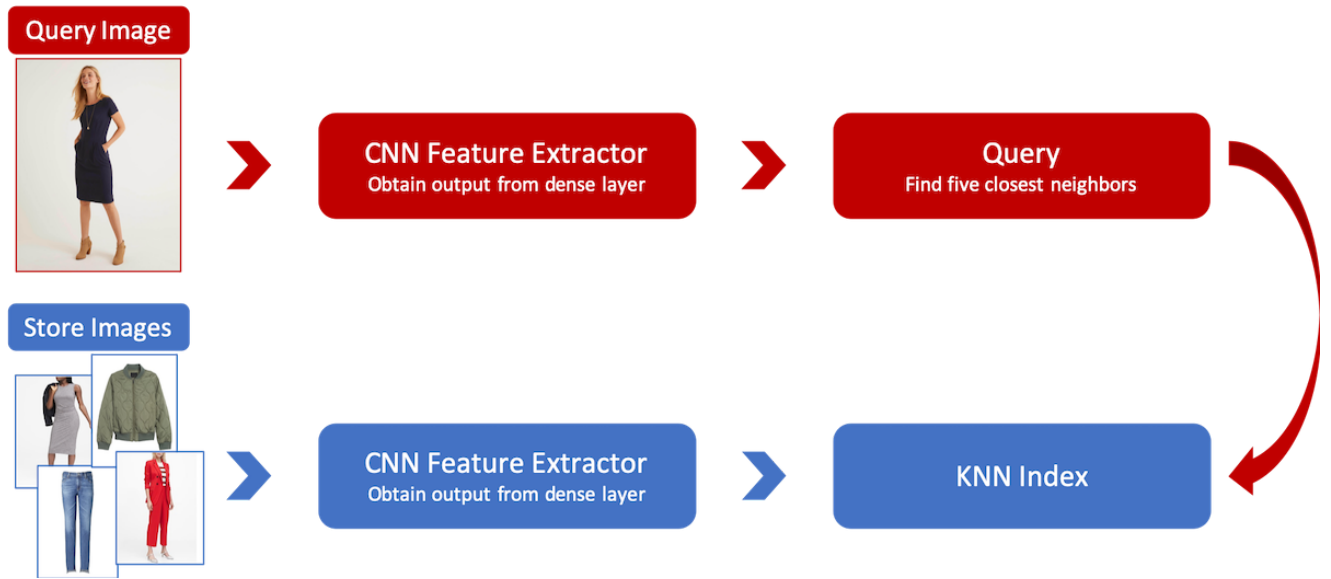 Query Image
CNN Feature Extractor
Obtain output from dense layer
Query
Find five closest neighbors
Store Images
CNN Feature Extractor
Obtain output from dense layer
KNN Index